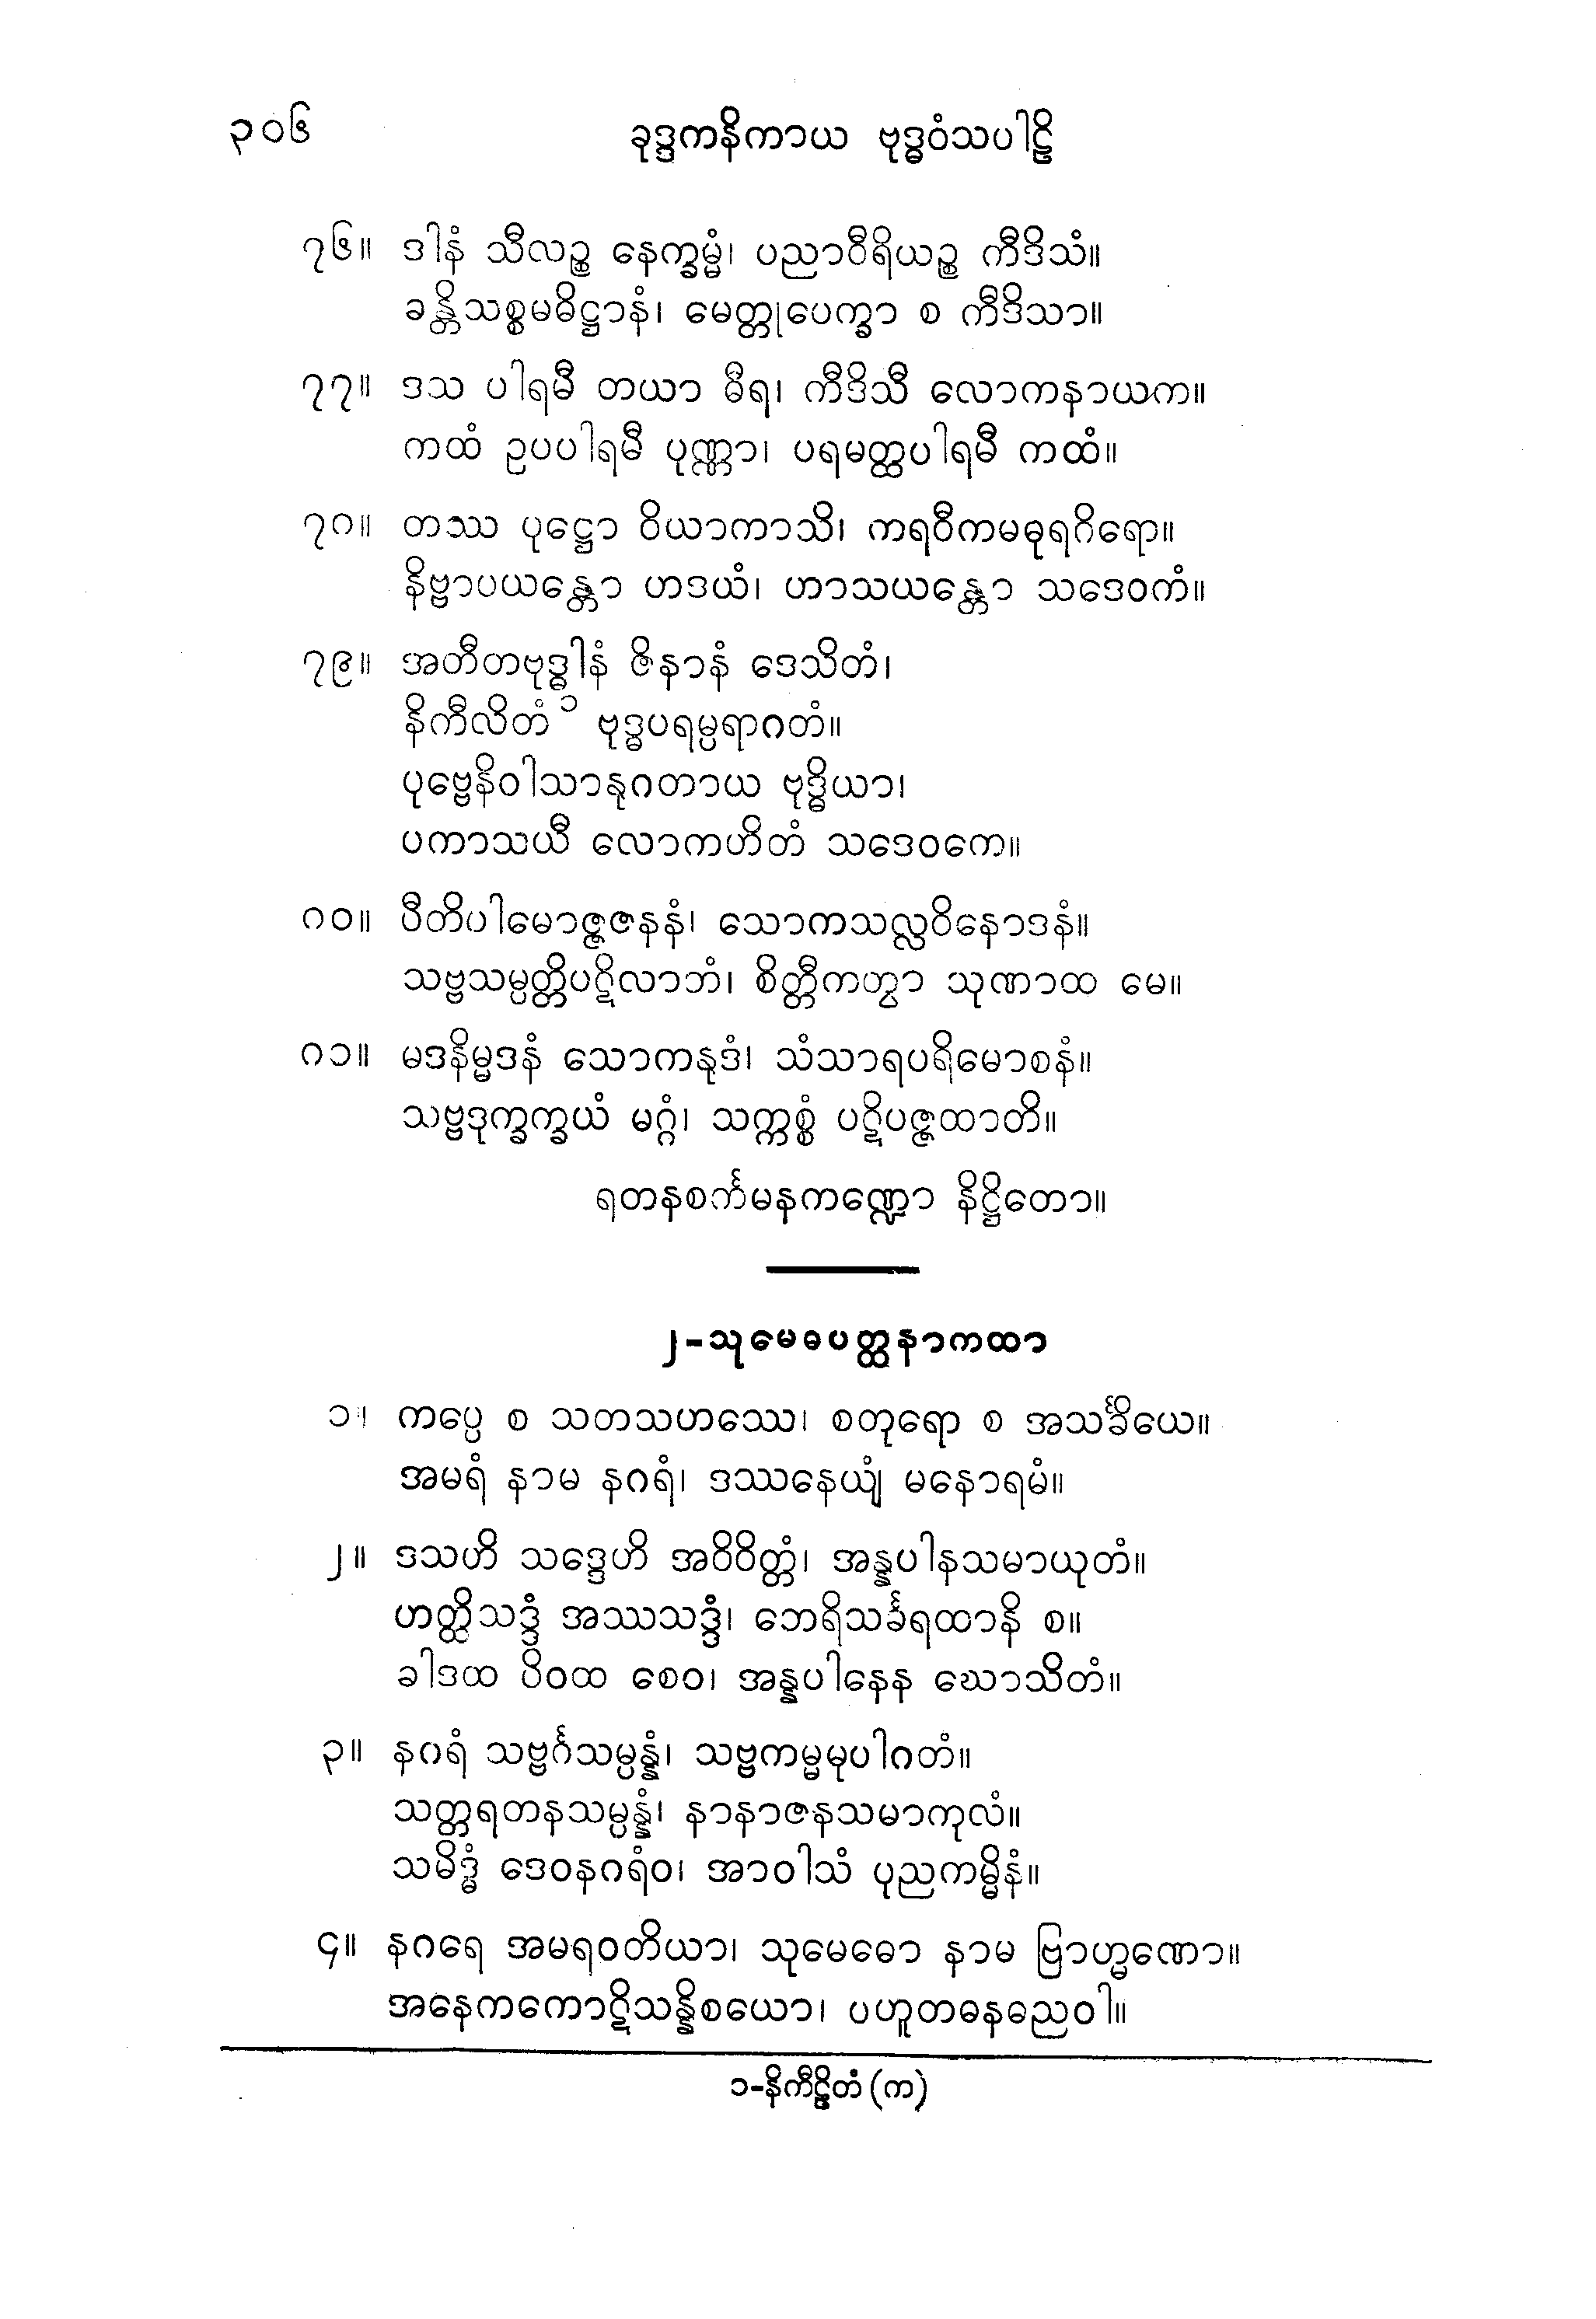 ၃၀၆ ခုဒ္ဒကနိကာယ ဗုဒ္ဓဝံသပါဠိ
၇၆။ ဒါနံ သီလဉ္စ နေက္ခမ္မံ၊ ပညာဝီရိယဉ္စ ကီဒိသံ။
ခန္တိသစ္စမဓိဋ္ဌာနံ၊ မေတ္တုပေက္ခာ စ ကီဒိသာ။
၇၇။ ဒသ ပါရမီ တယာ ဓီရ၊ ကီဒိသီ လောကနာယက။
ကထံ ဥပပါရမီ ပုဏ္ဏာ၊ ပရမတ္ထပါရမီ ကထံ။
၇၈။ တဿ ပုဋ္ဌော ဝိယာကာသိ၊ ကရဝီကမဓုရဂိရော။
နိဗ္ဗာပယန္တော ဟဒယံ၊ ဟာသယန္တော သဒေဝကံ။
၇၉။ အတီတဗုဒ္ဓါနံ ဇိနာနံ ဒေသိတံ၊
နိကီလိတံ ၁ ဗုဒ္ဓပရမ္ပရာဂတံ။
ပုဗ္ဗေနိဝါသာနုဂတာယ ဗုဒ္ဓိယာ၊
ပကာသယီ လောကဟိတံ သဒေဝကေ။
၈၀။ ပီတိပါမောဇ္ဇဇနနံ၊ သောကသလ္လဝိနောဒနံ။
သဗ္ဗသမ္ပတ္တိပဋိလာဘံ၊ စိတ္တီကတွာ သုဏာထ မေ။
၈၁။ မဒနိမ္မဒနံ သောကနုဒံ၊ သံသာရပရိမောစနံ။
သဗ္ဗဒုက္ခက္ခယံ မဂ္ဂံ၊ သက္ကစ္စံ ပဋိပဇ္ဇထာတိ။
ရတနစင်္ကမနကဏ္ဍော နိဋ္ဌိတော။
၂-သုမေဓပတ္ထနာကထာ
၁။ ကပ္ပေ စ သတသဟဿေ၊ စတုရော စ အသင်္ခိယေ။
အမရံ နာမ နဂရံ၊ ဒဿနေယျံ မနောရမံ။
၂။ ဒသဟိ သဒ္ဒေဟိ အဝိဝိတ္တံ၊ အန္နပါနသမာယုတံ။
ဟတ္ထိသဒ္ဒံ အဿသဒ္ဒံ၊ ဘေရိသင်္ခရထာနိ စ။
ခါဒထ ပိဝထ စေဝ၊ အန္နပါနေန ဃောသိတံ။
၃။ နဂရံ သဗ္ဗင်္ဂသမ္ပန္နံ၊ သဗ္ဗကမ္မမုပါဂတံ။
သတ္တရတနသမ္ပန္နံ၊ နာနာဇနသမာကုလံ။
သမိဒ္ဓံ ဒေဝနဂရံဝ၊ အာဝါသံ ပုညကမ္မိနံ။
၄။ နဂရေ အမရဝတိယာ၊ သုမေဓော နာမ ဗြာဟ္မဏော။
အနေကကောဋိသန္နိစယော၊ ပဟူတဓနဓညဝါ။
၁-နိကီဠိတံ (က)